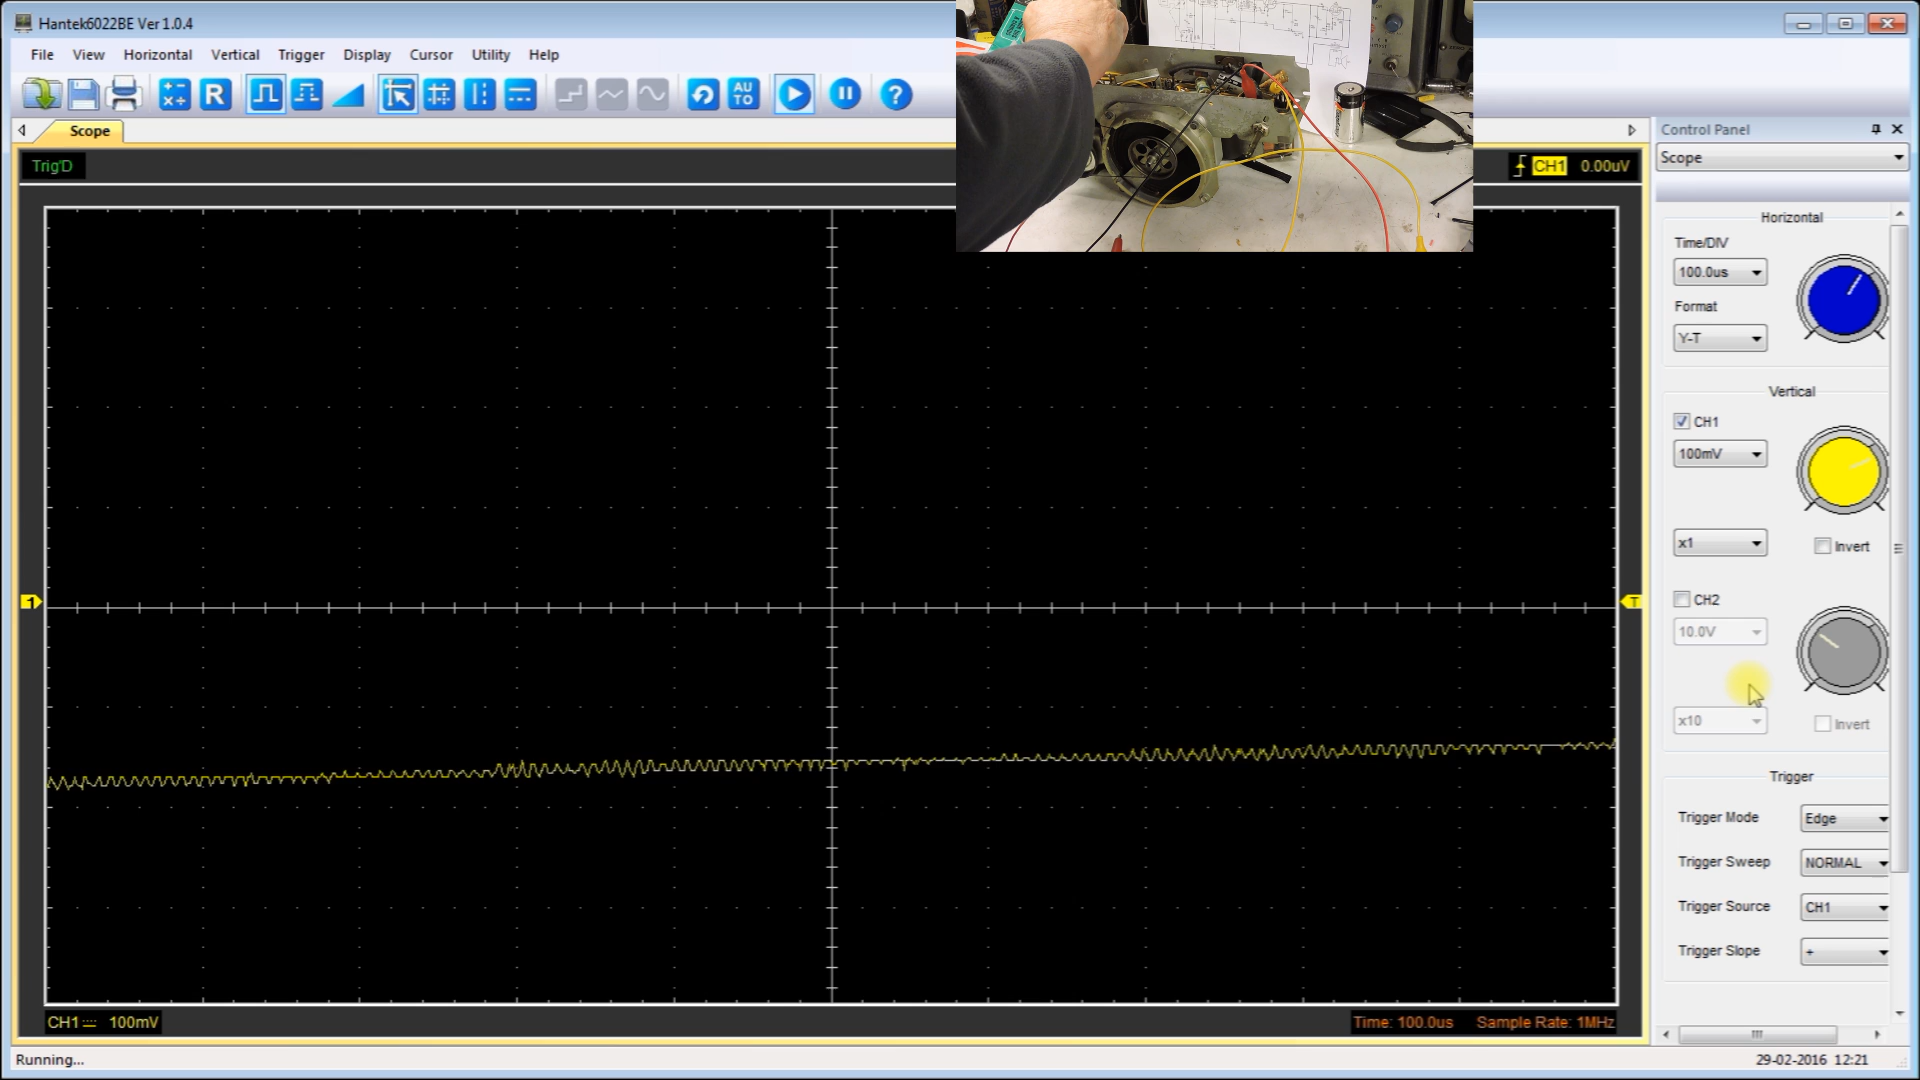 Hantek6022BE Ver 1.0.4
File View Horizontal Vertical Trigger Display Cursor Utility Help
R AU TO ?
Scope
Trig'D
CH1 0.00uV
1
T
CH1 100mV
Time: 100.0us Sample Rate: 1MHz
Running...
Control Panel
Scope
Horizontal
Time/DIV
100.0us
Format
Y-T
Vertical
CH1
100mV
x1
Invert
CH2
10.0V
x10
Invert
Trigger
Trigger Mode Edge
Trigger Sweep NORMAL
Trigger Source CH1
Trigger Slope +
29-02-2016 12:21